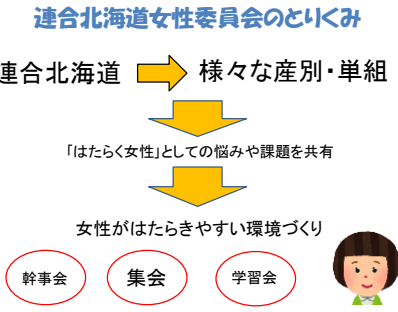 連合北海道女性委員会のとりくみ
連合北海道 様々な産別・単組
「はたらく女性」としての悩みや課題を共有
女性がはたらきやすい環境づくり
幹事会 集会 学習会